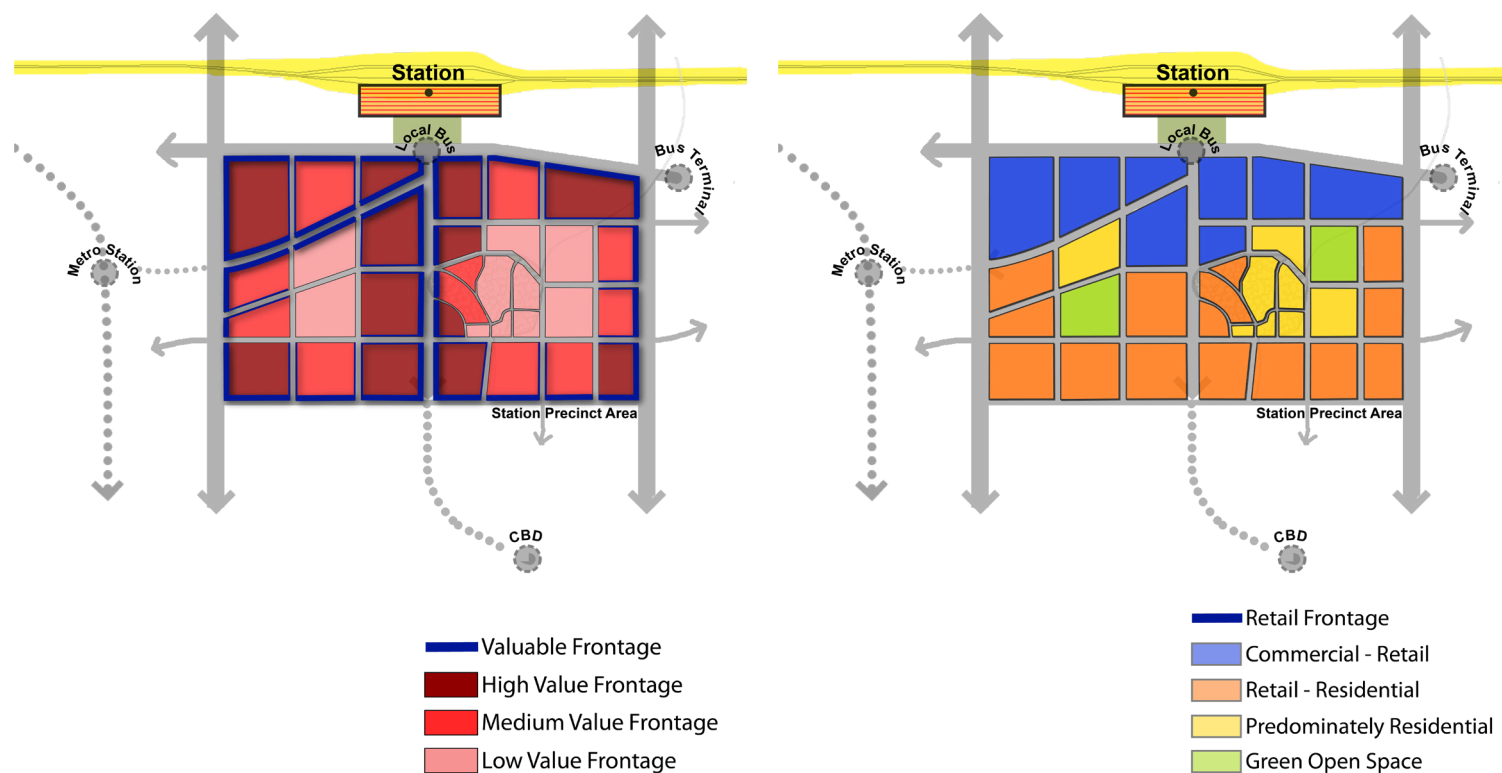 Station
Local Bus
Bus Terminal
Metro Station
Station Precinct Area
CBD
Valuable Frontage
High Value Frontage
Medium Value Frontage
Low Value Frontage
Station
Local Bus
Bus Terminal
Metro Station
Station Precinct Area
CBD
Retail Frontage
Commercial - Retail
Retail - Residential
Predominately Residential
Green Open Space